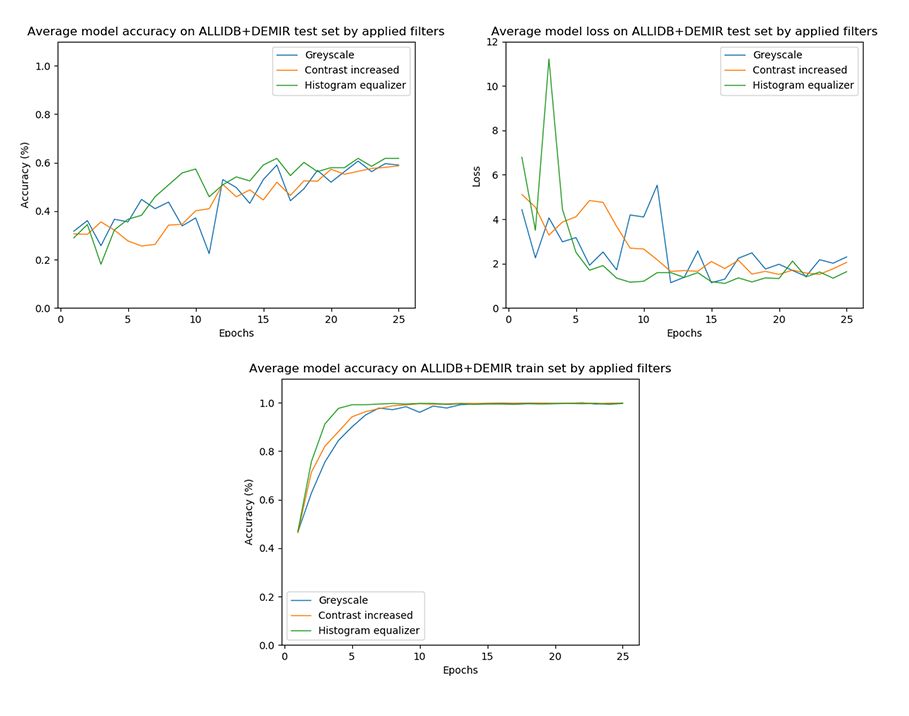 Average model accuracy on ALLIDB+DEMIR test set by applied filters
Accuracy (%)
1.0
0.8
0.6
0.4
0.2
0.0
Greyscale
Contrast increased
Histogram equalizer
0 5 10 15 20 25
Epochs
Average model loss on ALLIDB+DEMIR test set by applied filters
Loss
12
10
8
6
4
2
0
Greyscale
Contrast increased
Histogram equalizer
0 5 10 15 20 25
Epochs
Average model accuracy on ALLIDB+DEMIR train set by applied filters
Accuracy (%)
1.0
0.8
0.6
0.4
0.2
0.0
Greyscale
Contrast increased
Histogram equalizer
0 5 10 15 20 25
Epochs